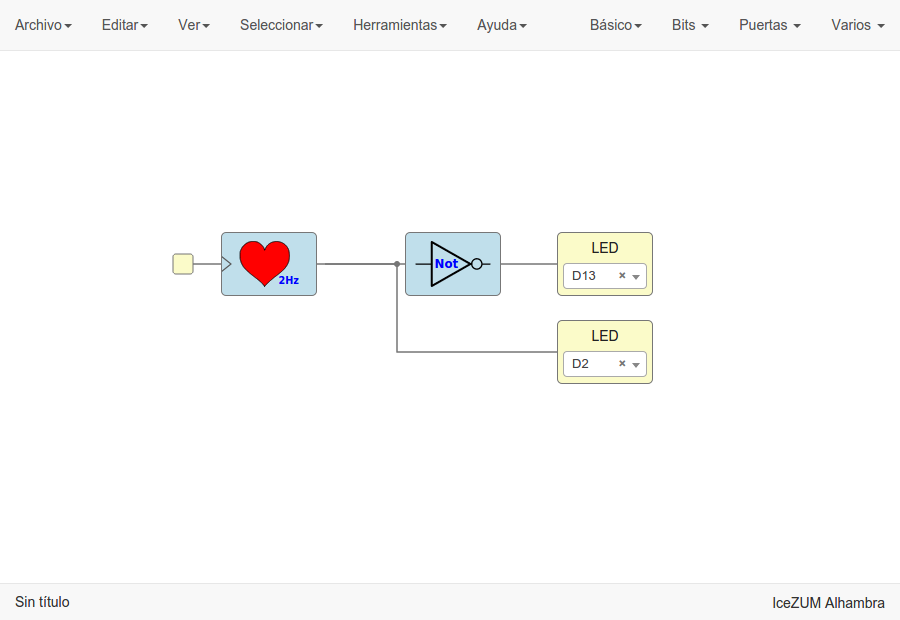 Archivo Editar Ver Seleccionar Herramientas Ayuda Básico Bits Puertas Varios
2Hz
Not
LED
D13 ×
LED
D2 ×
Sin título
IceZUM Alhambra